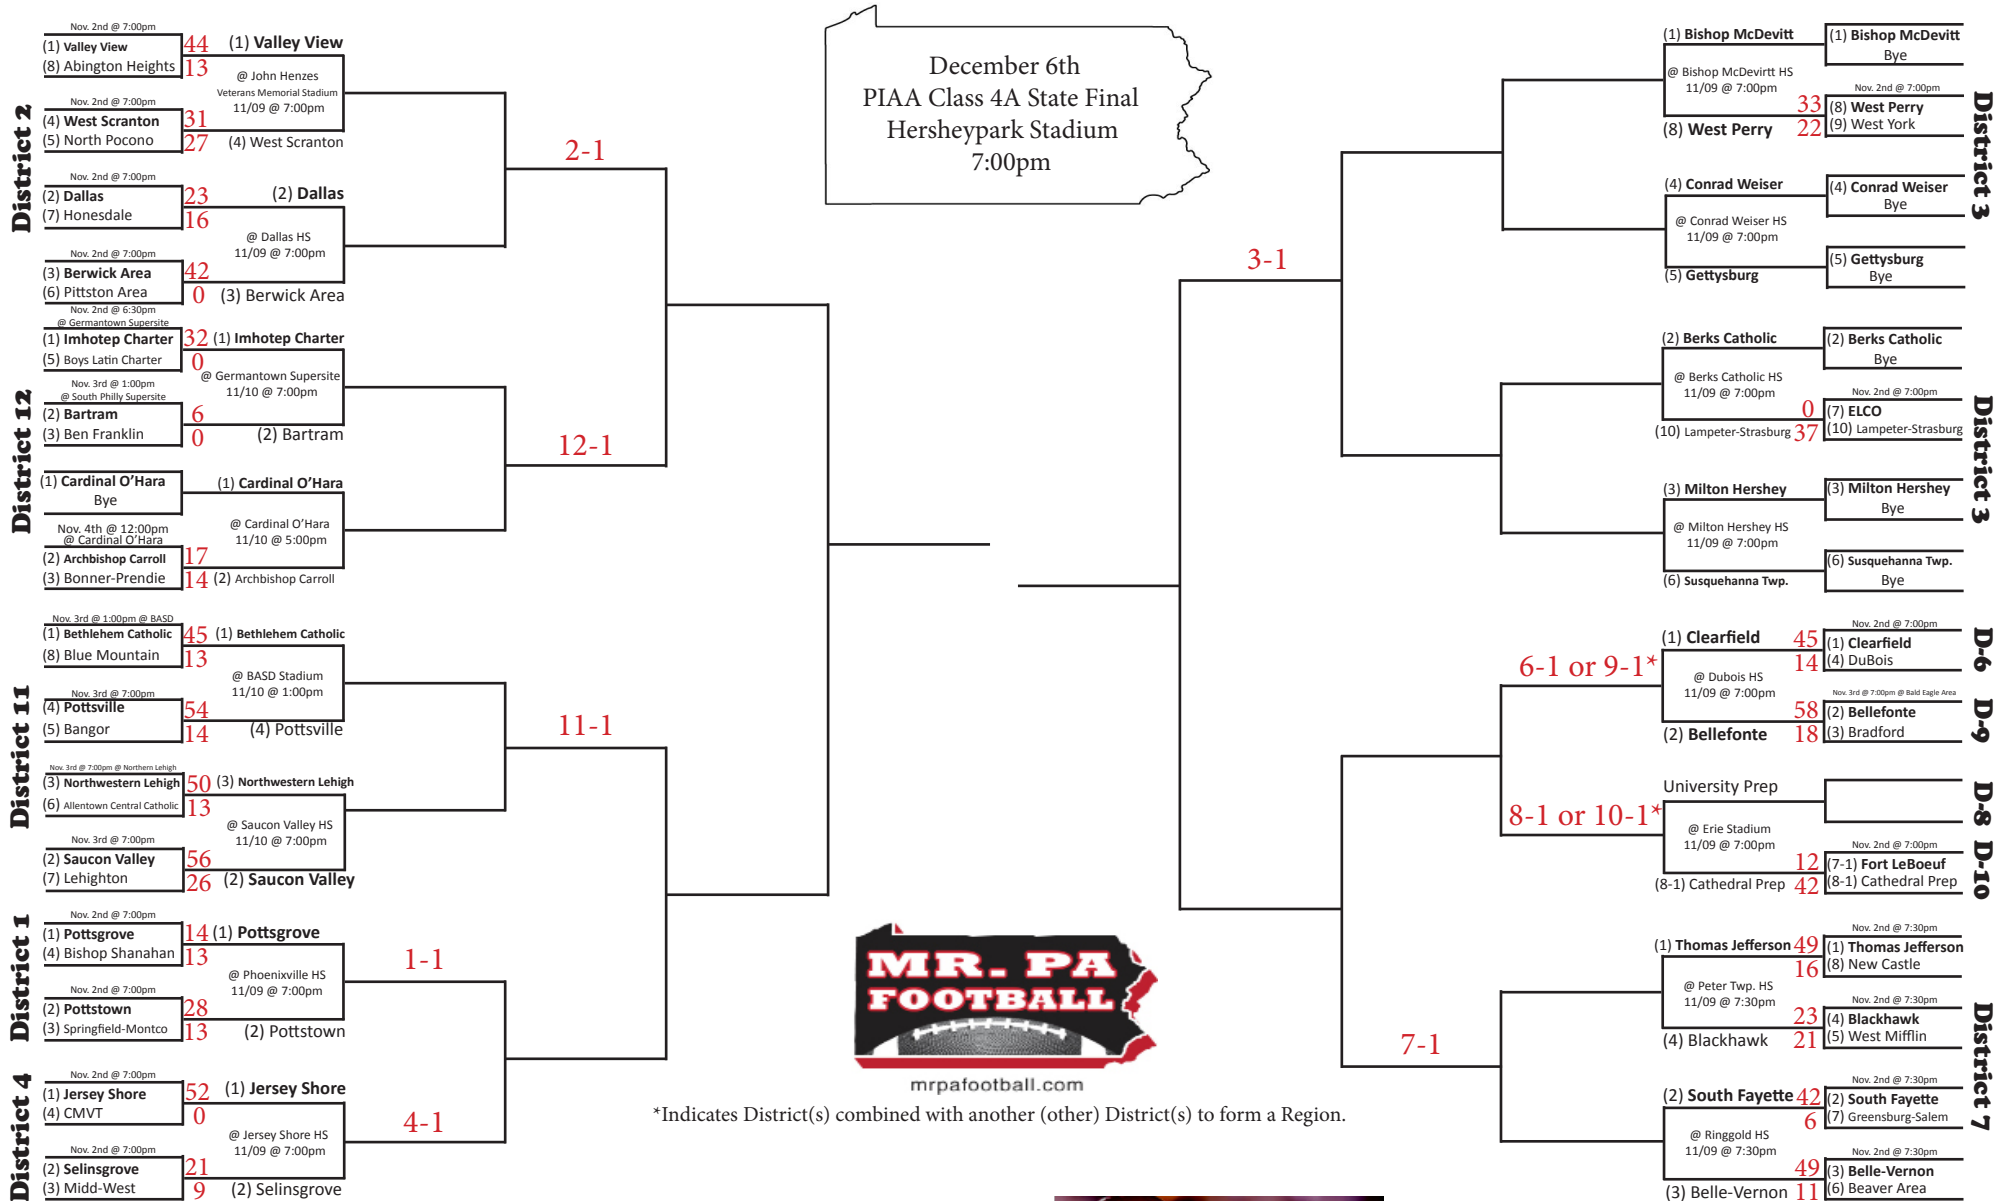 December 6th
PIAA Class 4A State Final
Hersheypark Stadium
7:00pm
District 2
Nov. 2nd @ 7:00pm
(1) Valley View 44
(8) Abington Heights 13
(1) Valley View
@ John Henzes
Veterans Memorial Stadium
11/09 @ 7:00pm
Nov. 2nd @ 7:00pm
(4) West Scranton 31
(5) North Pocono 27
(4) West Scranton
2-1
Nov. 2nd @ 7:00pm
(2) Dallas 23
(7) Honesdale 16
(2) Dallas
@ Dallas HS
11/09 @ 7:00pm
Nov. 2nd @ 7:00pm
(3) Berwick Area 42
(6) Pittston Area 0
(3) Berwick Area
District 12
Nov. 2nd @ 6:30pm
@ Germantown Supersite
(1) Imhotep Charter 32
(5) Boys Latin Charter 0
(1) Imhotep Charter
@ Germantown Supersite
11/10 @ 7:00pm
Nov. 3rd @ 1:00pm
@ South Philly Supersite
(2) Bartram 6
(3) Ben Franklin 0
(2) Bartram
12-1
(1) Cardinal O’Hara
Bye
(1) Cardinal O’Hara
@ Cardinal O’Hara
11/10 @ 5:00pm
Nov. 4th @ 12:00pm
@ Cardinal O’Hara
(2) Archbishop Carroll 17
(3) Bonner-Prendie 14
(2) Archbishop Carroll
District 11
Nov. 3rd @ 1:00pm @ BASD
(1) Bethlehem Catholic 45
(8) Blue Mountain 13
(1) Bethlehem Catholic
@ BASD Stadium
11/10 @ 1:00pm
Nov. 3rd @ 7:00pm
(4) Pottsville 54
(5) Bangor 14
(4) Pottsville
11-1
Nov. 3rd @ 7:00pm @ Northern Lehigh
(3) Northwestern Lehigh 50
(6) Allentown Central Catholic 13
(3) Northwestern Lehigh
@ Saucon Valley HS
11/10 @ 7:00pm
Nov. 3rd @ 7:00pm
(2) Saucon Valley 56
(7) Lehighton 26
(2) Saucon Valley
District 1
Nov. 2nd @ 7:00pm
(1) Pottsgrove 14
(4) Bishop Shanahan 13
(1) Pottsgrove
1-1
@ Phoenixville HS
11/09 @ 7:00pm
Nov. 2nd @ 7:00pm
(2) Pottstown 28
(3) Springfield-Montco 13
(2) Pottstown
District 4
Nov. 2nd @ 7:00pm
(1) Jersey Shore 52
(4) CMVT 0
(1) Jersey Shore
4-1
@ Jersey Shore HS
11/09 @ 7:00pm
Nov. 2nd @ 7:00pm
(2) Selinsgrove 21
(3) Midd-West 9
(2) Selinsgrove
MR. PA
FOOTBALL
mrpafootball.com
*Indicates District(s) combined with another (other) District(s) to form a Region.
District 3
(1) Bishop McDevitt
(1) Bishop McDevitt
Bye
@ Bishop McDevirtt HS
11/09 @ 7:00pm
Nov. 2nd @ 7:00pm
33 (8) West Perry
22 (9) West York
(8) West Perry
(4) Conrad Weiser
(4) Conrad Weiser
Bye
@ Conrad Weiser HS
11/09 @ 7:00pm
3-1
(5) Gettysburg
(5) Gettysburg
Bye
District 3
(2) Berks Catholic
(2) Berks Catholic
Bye
@ Berks Catholic HS
11/09 @ 7:00pm
Nov. 2nd @ 7:00pm
0 (7) ELCO
(10) Lampeter-Strasburg 37 (10) Lampeter-Strasburg
(3) Milton Hershey
(3) Milton Hershey
Bye
@ Milton Hershey HS
11/09 @ 7:00pm
(6) Susquehanna Twp.
(6) Susquehanna Twp.
Bye
D-6
Nov. 2nd @ 7:00pm
(1) Clearfield 45 (1) Clearfield
14 (4) DuBois
6-1 or 9-1*
@ Dubois HS
11/09 @ 7:00pm
D-9
Nov. 3rd @ 7:00pm @ Bald Eagle Area
58 (2) Bellefonte
(2) Bellefonte 18 (3) Bradford
D-8
University Prep
8-1 or 10-1*
@ Erie Stadium
11/09 @ 7:00pm
D-10
Nov. 2nd @ 7:00pm
12 (7-1) Fort LeBoeuf
(8-1) Cathedral Prep 42 (8-1) Cathedral Prep
District 7
Nov. 2nd @ 7:30pm
(1) Thomas Jefferson 49 (1) Thomas Jefferson
16 (8) New Castle
@ Peter Twp. HS
11/09 @ 7:30pm
Nov. 2nd @ 7:30pm
23 (4) Blackhawk
(4) Blackhawk 21 (5) West Mifflin
7-1
Nov. 2nd @ 7:30pm
(2) South Fayette 42 (2) South Fayette
6 (7) Greensburg-Salem
@ Ringgold HS
11/09 @ 7:30pm
Nov. 2nd @ 7:30pm
49 (3) Belle-Vernon
(3) Belle-Vernon 11 (6) Beaver Area